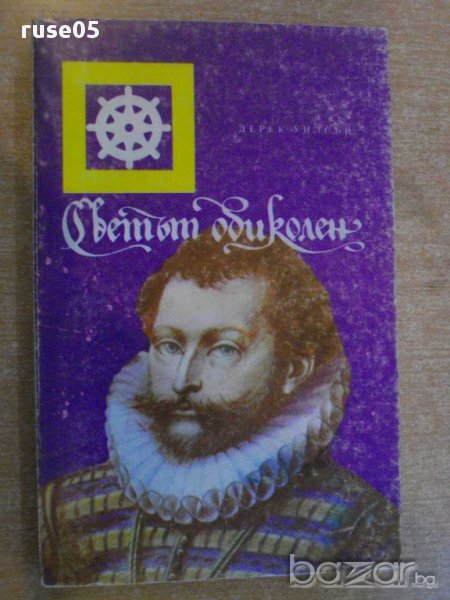 ruse05
ДЕРЕК УИЛСЪН
Светът обиколен
bazar.bg